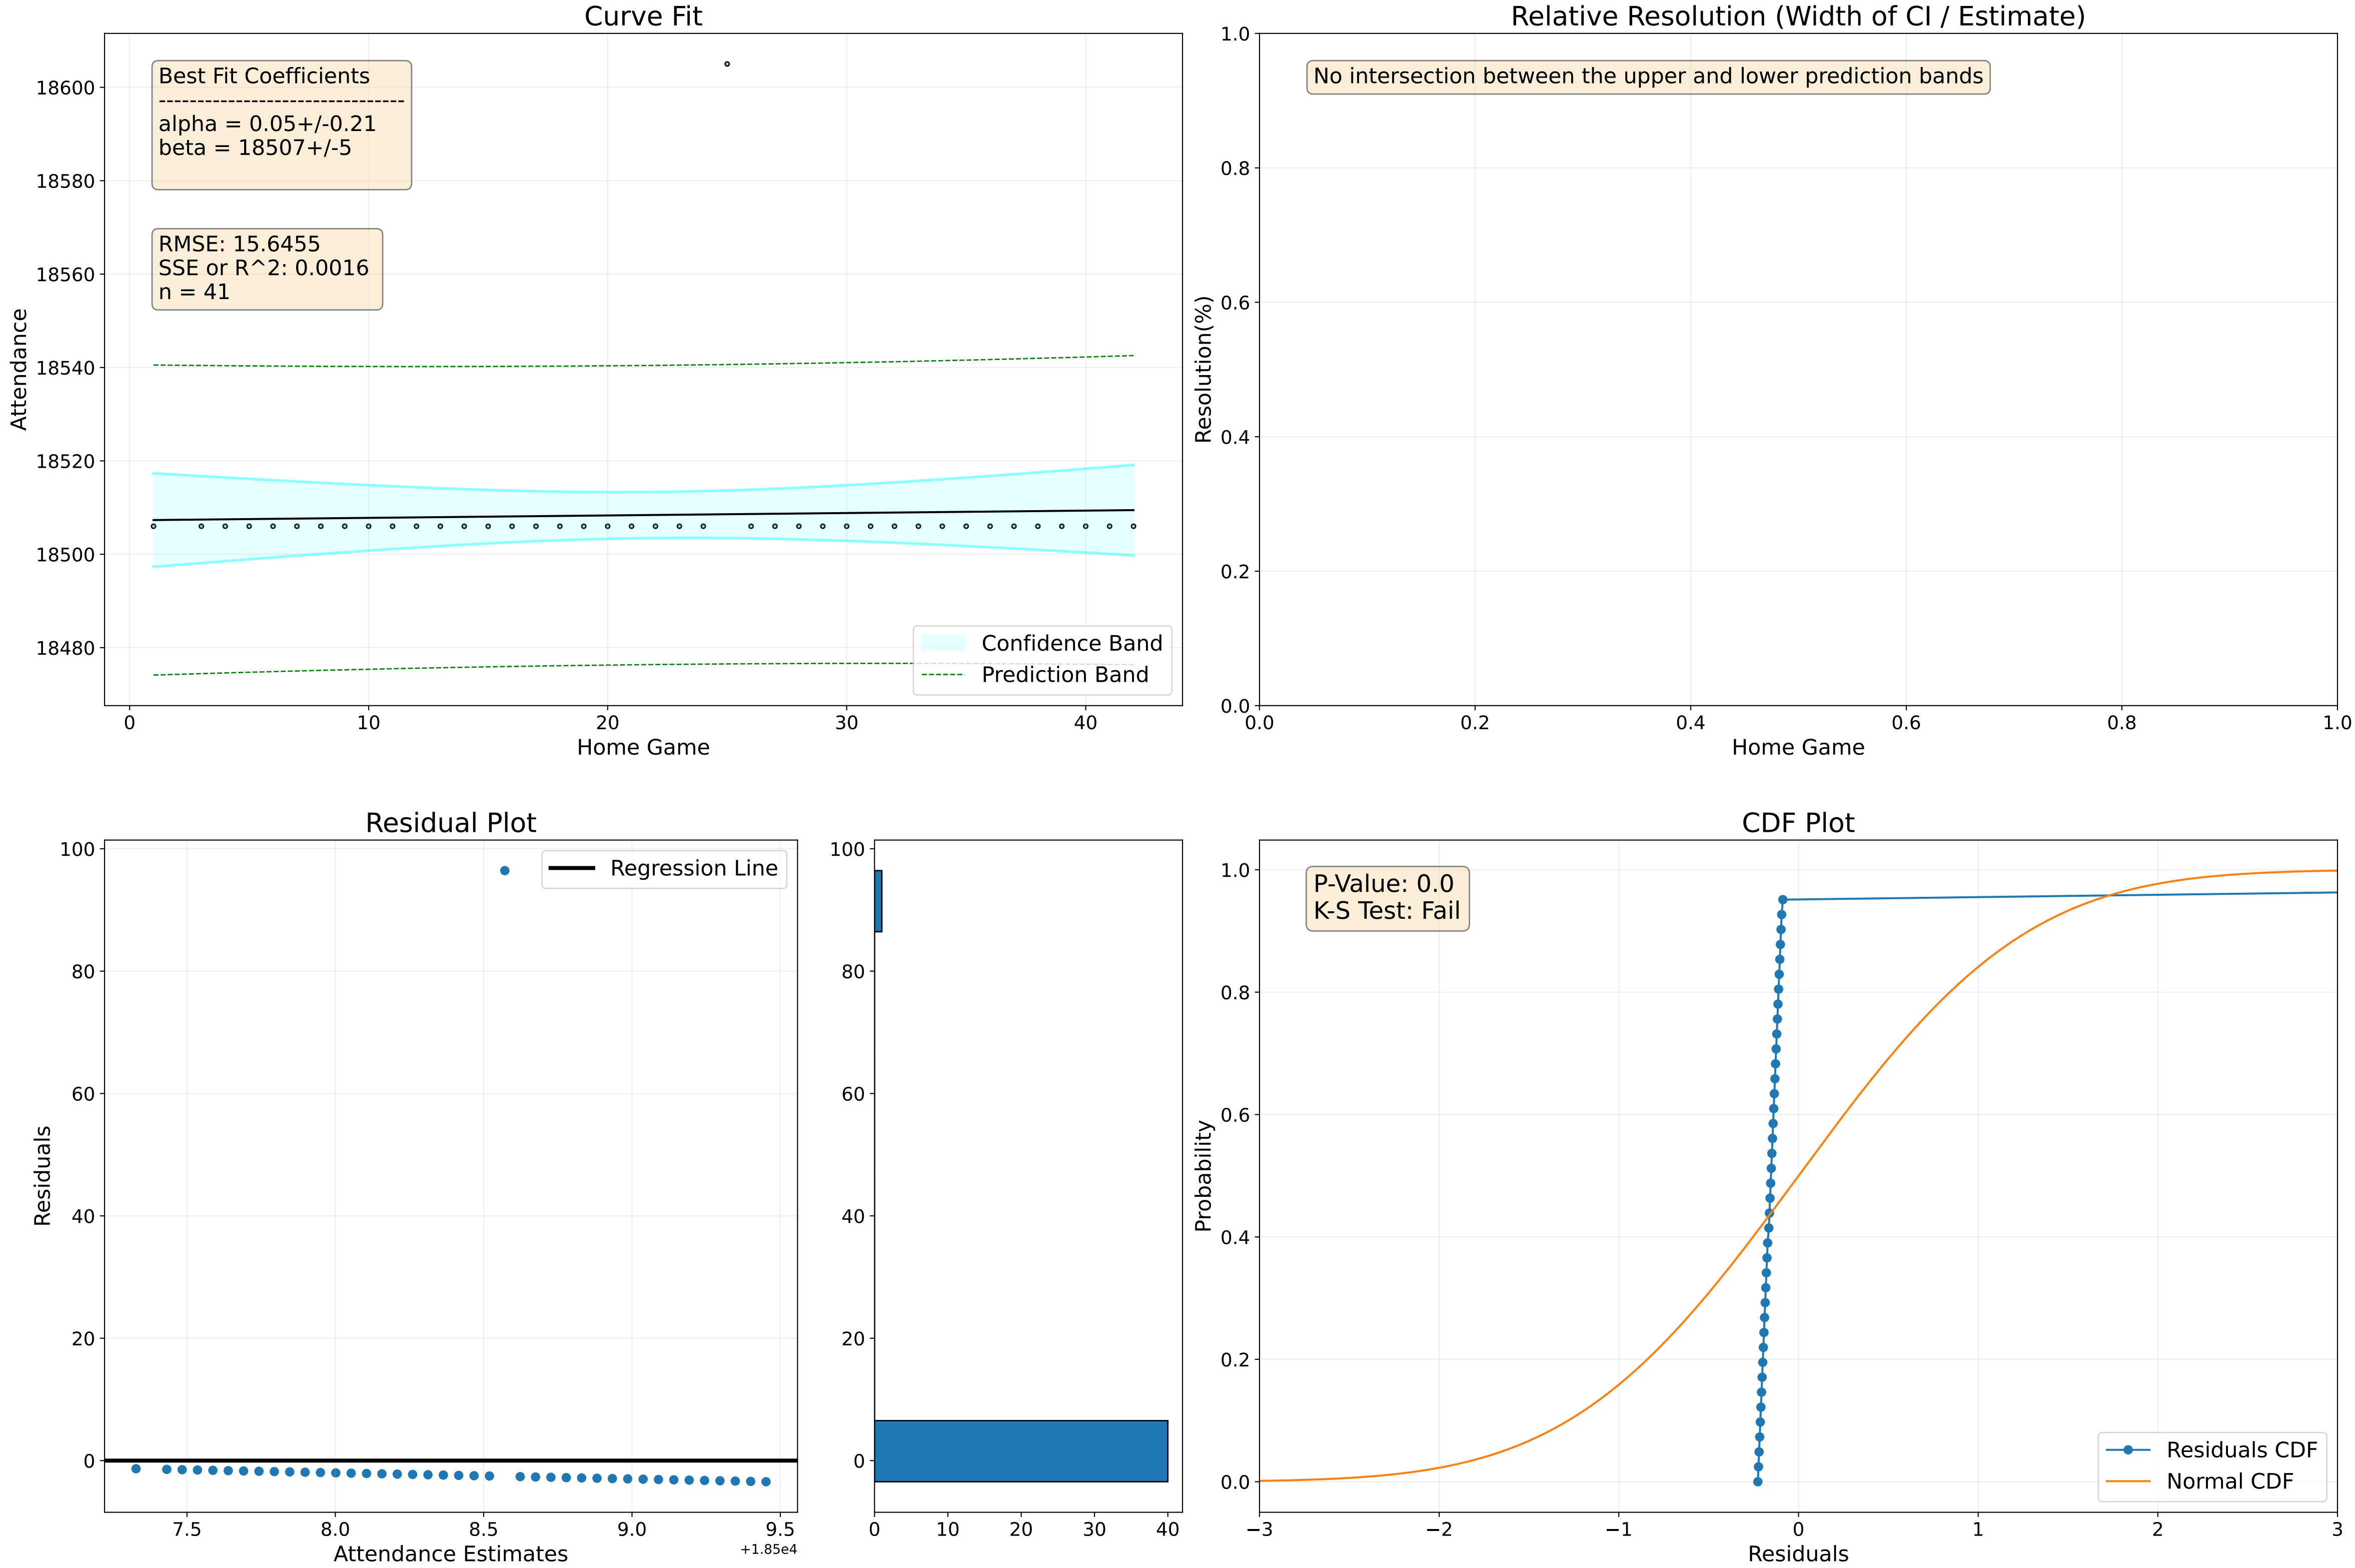 Curve Fit
Best Fit Coefficients
-----------------------------
alpha = 0.05+/-0.21
beta = 18507+/-5
RMSE: 15.6455
SSE or R^2: 0.0016
n = 41
18600
18580
18560
18540
18520
18500
18480
Attendance
0 10 20 30 40
Home Game
Confidence Band
Prediction Band
Relative Resolution (Width of CI / Estimate)
No intersection between the upper and lower prediction bands
1.0
0.8
0.6
0.4
0.2
0.0
Resolution(%)
0.0 0.2 0.4 0.6 0.8 1.0
Home Game
Residual Plot
Regression Line
100
80
60
40
20
0
Residuals
7.5 8.0 8.5 9.0 9.5
+1.85e4
Attendance Estimates
100
80
60
40
20
0
0 10 20 30 40
CDF Plot
P-Value: 0.0
K-S Test: Fail
1.0
0.8
0.6
0.4
0.2
0.0
Probability
−3 −2 −1 0 1 2 3
Residuals
Residuals CDF
Normal CDF